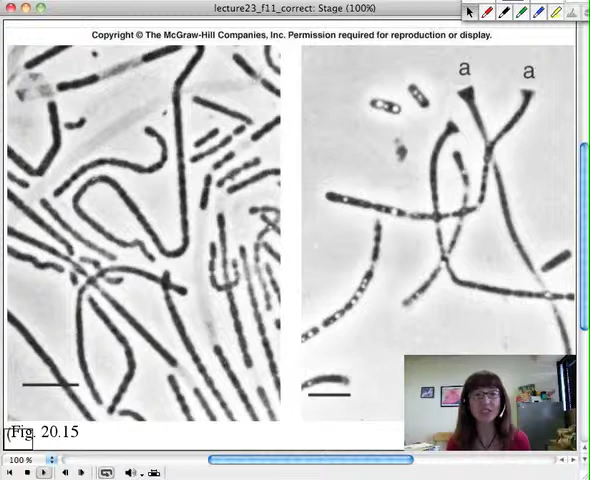 lecture23_f11_correct: Stage (100%)
Copyright © The McGraw-Hill Companies, Inc. Permission required for reproduction or display.
a a
Fig. 20.15
100 %